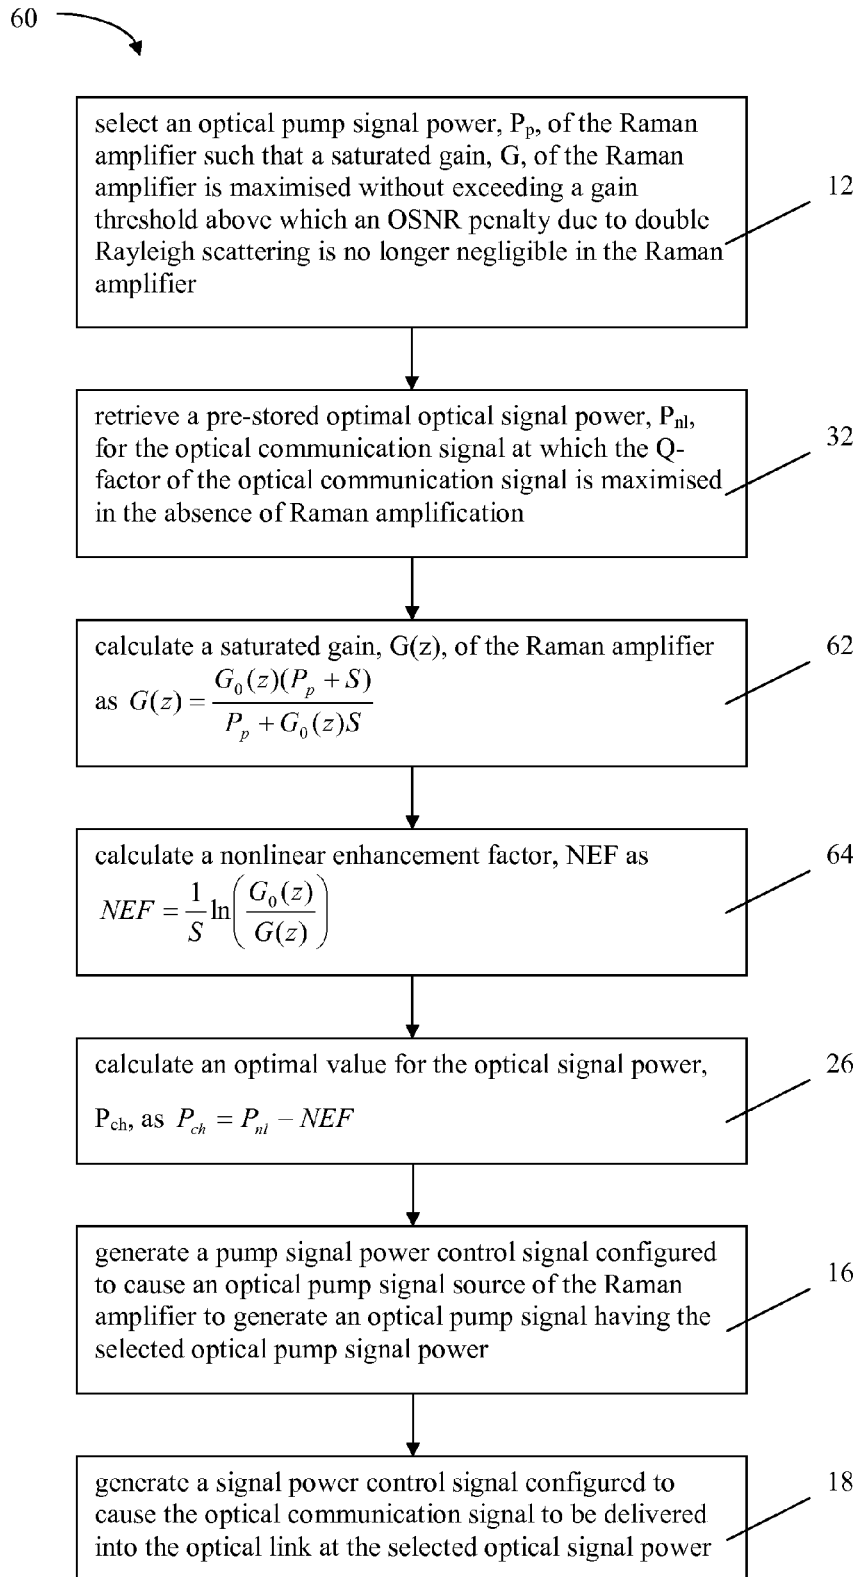 60
select an optical pump signal power, Pp, of the Raman
amplifier such that a saturated gain, G, of the Raman
amplifier is maximised without exceeding a gain
threshold above which an OSNR penalty due to double
Rayleigh scattering is no longer negligible in the Raman
amplifier
12
retrieve a pre-stored optimal optical signal power, Pnl,
for the optical communication signal at which the Q-
factor of the optical communication signal is maximised
in the absence of Raman amplification
32
calculate a saturated gain, G(z), of the Raman amplifier
as G(z) = G₀(z)(Pp + S) / Pp + G₀(z)S
62
calculate a nonlinear enhancement factor, NEF as
NEF = 1/S ln(G₀(z)/G(z))
64
calculate an optimal value for the optical signal power,
Pch, as Pch = Pnl − NEF
26
generate a pump signal power control signal configured
to cause an optical pump signal source of the Raman
amplifier to generate an optical pump signal having the
selected optical pump signal power
16
generate a signal power control signal configured to
cause the optical communication signal to be delivered
into the optical link at the selected optical signal power
18